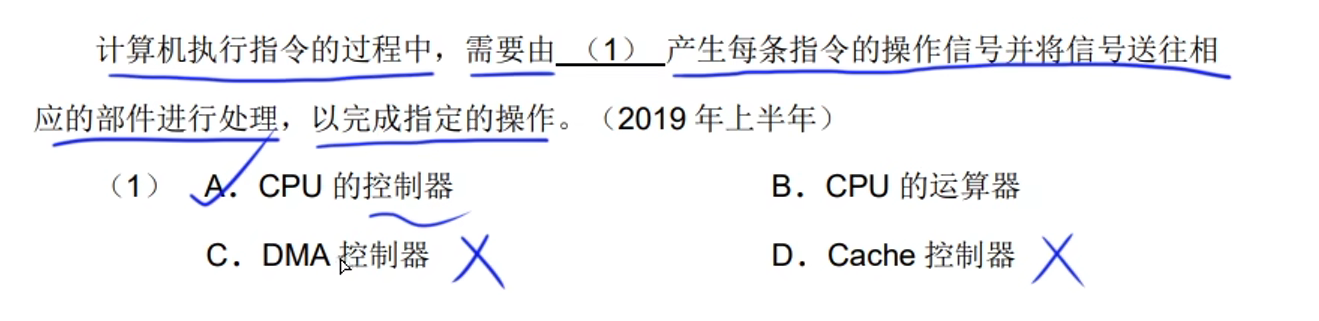 计算机执行指令的过程中，需要由 （1） 产生每条指令的操作信号并将信号送往相
应的部件进行处理，以完成指定的操作。（2019 年上半年）
（1） A．CPU 的控制器 B．CPU 的运算器
C．DMA 控制器 D．Cache 控制器